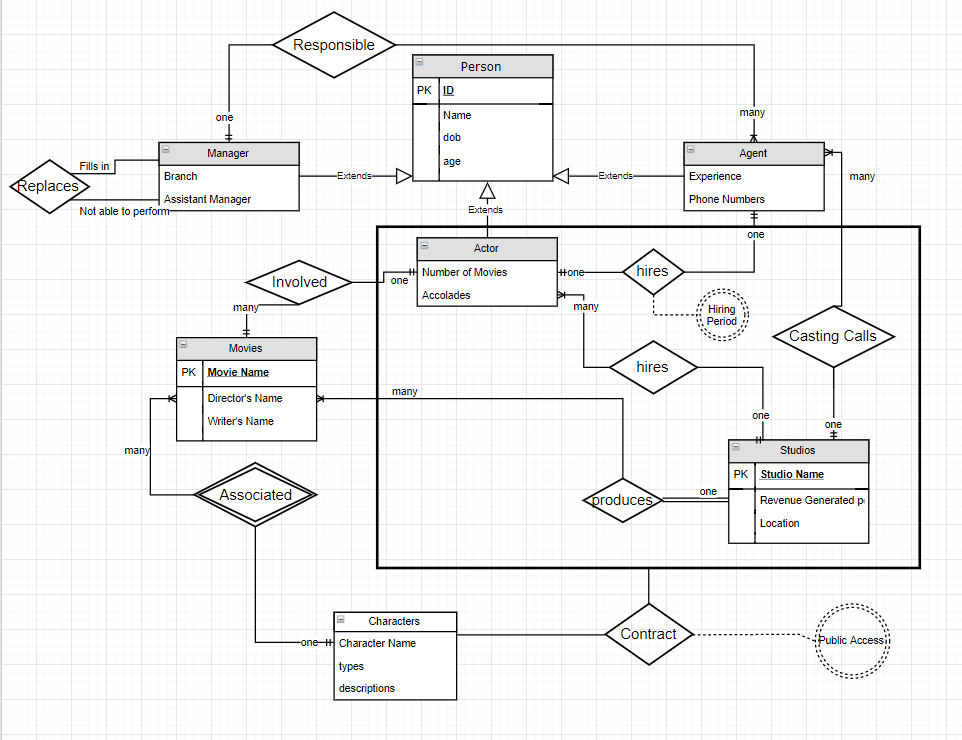 Responsible
Person
PK ID
Name
dob
age
one
many
Manager
Branch
Assistant Manager
Fills in
Replaces
Not able to perform
Extends
Extends
Extends
Agent
Experience
Phone Numbers
many
one
Actor
Number of Movies
Accolades
one
hires
Hiring
Period
many
hires
one
Casting Calls
one
Involved
one
many
Movies
PK Movie Name
Director's Name
Writer's Name
many
many
Associated
produces
one
Studios
PK Studio Name
Revenue Generated p
Location
one
Characters
Character Name
types
descriptions
Contract
Public Access